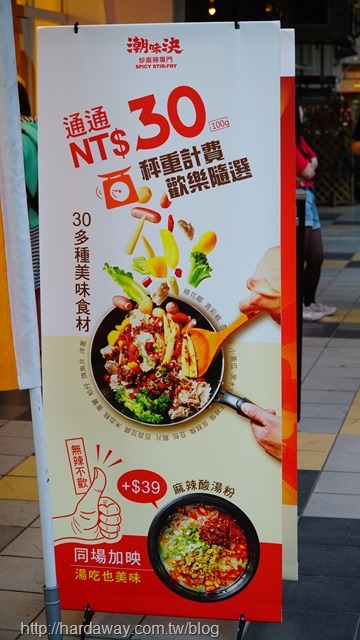 潮味決
炒麻辣專門
SPICY STIR-FRY
通通
NT$30
100g
秤重計費
歡樂隨選
30多種美味食材
無辣不歡
+$39
麻辣酸湯粉
同場加映
湯吃也美味
http://hardaway.com.tw/blog